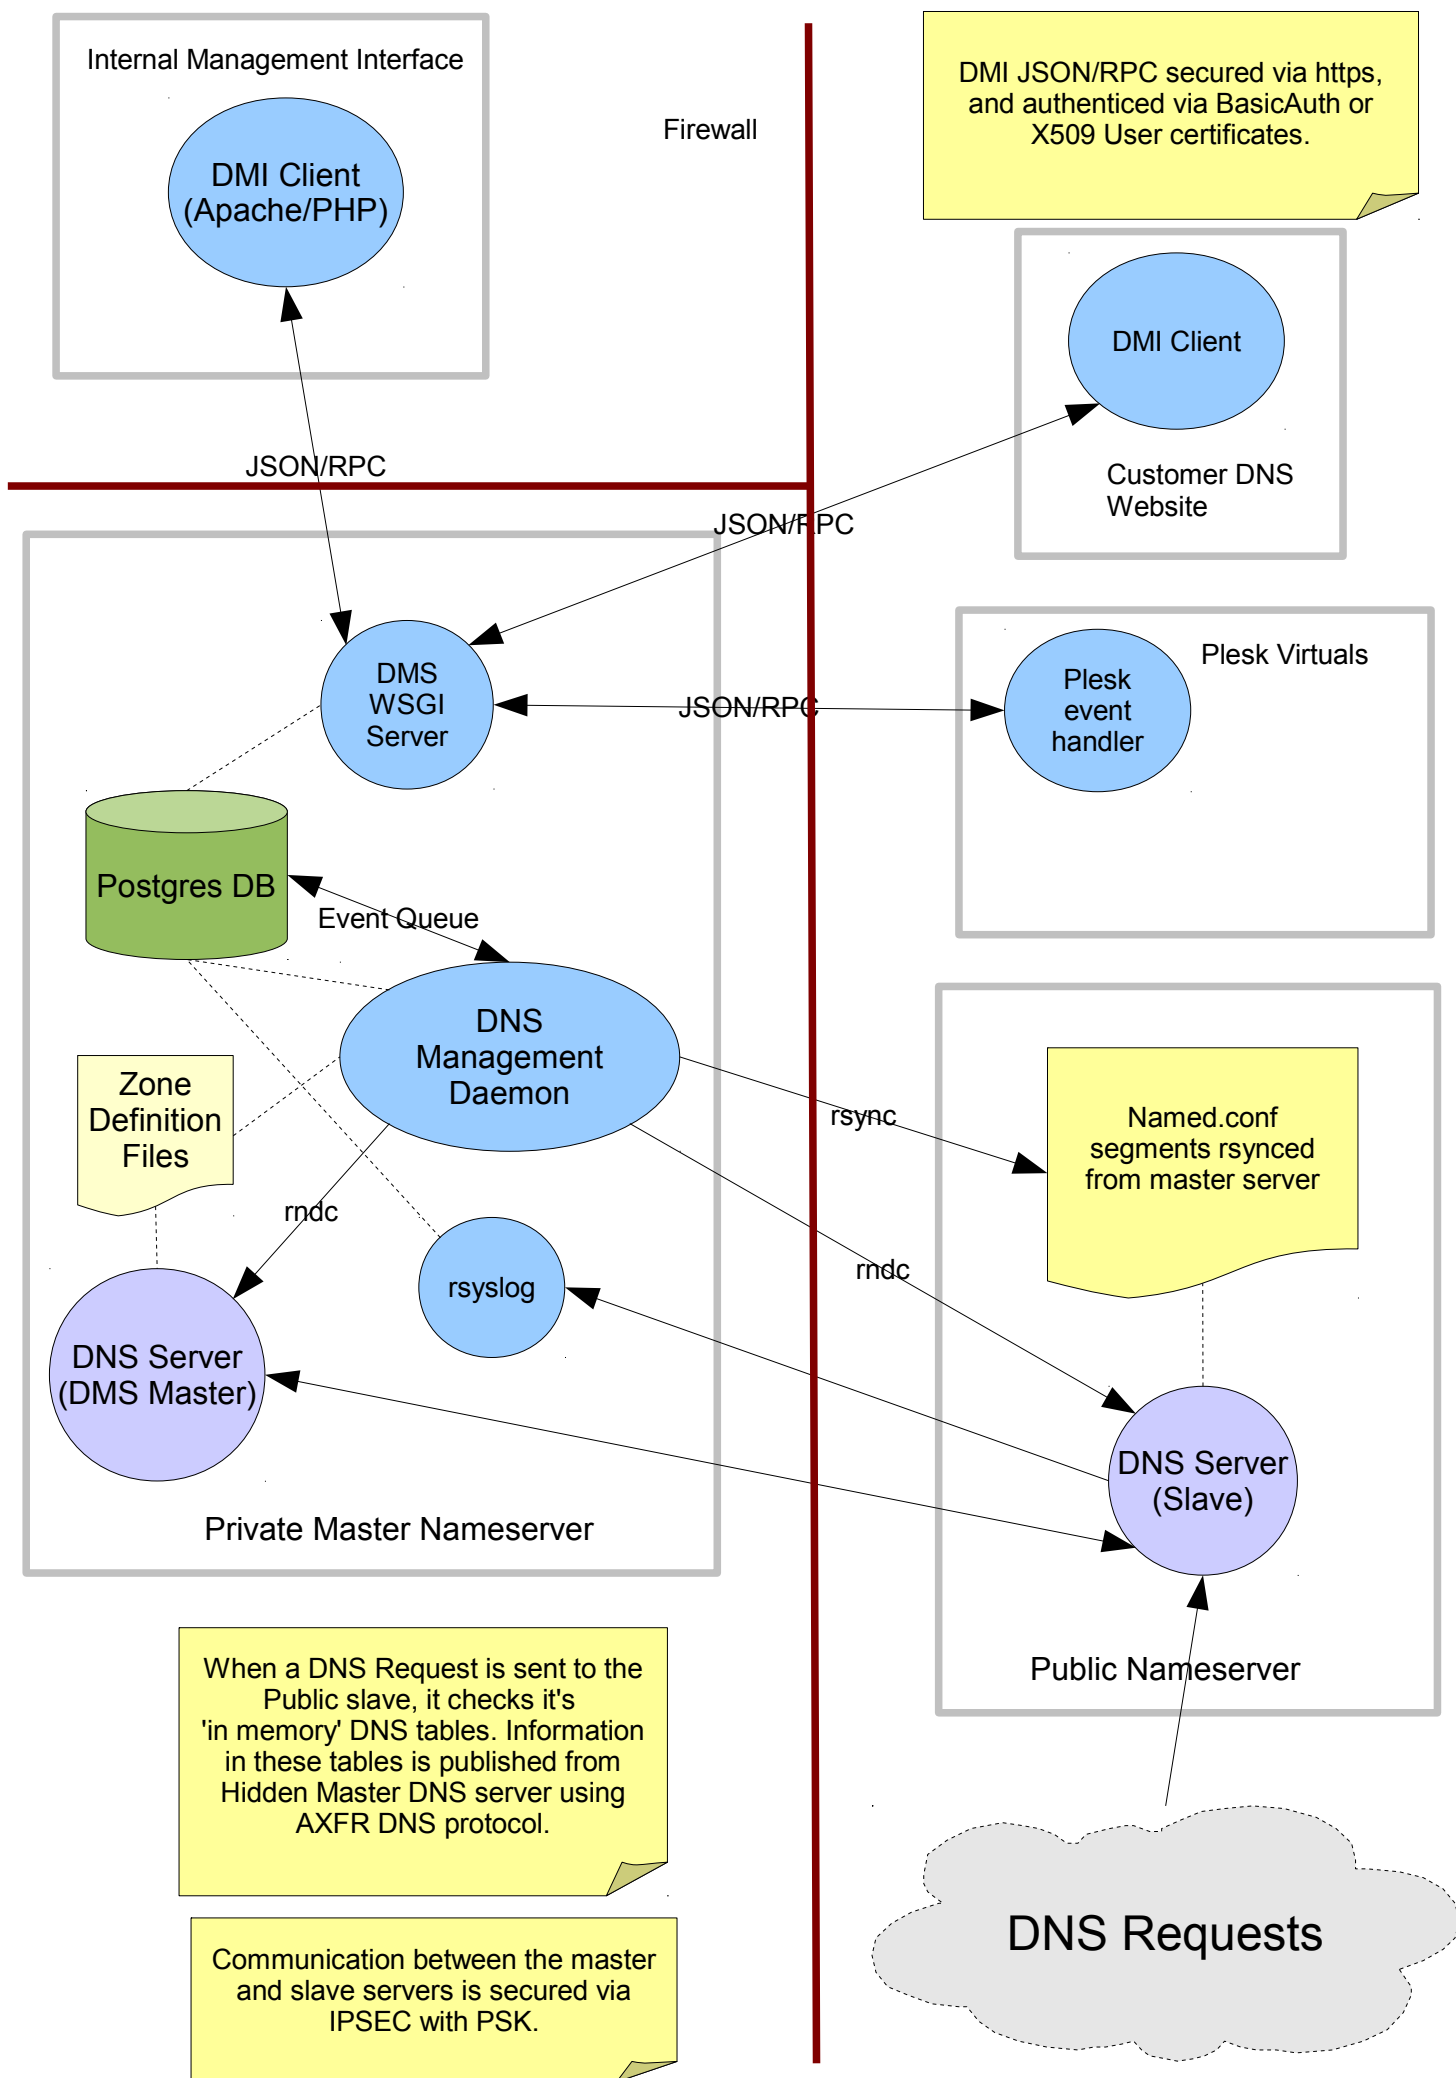 Internal Management Interface
DMI Client
(Apache/PHP)
Firewall
DMI JSON/RPC secured via https,
and authenticed via BasicAuth or
X509 User certificates.
DMI Client
Customer DNS
Website
JSON/RPC
JSON/RPC
DMS
WSGI
Server
JSON/RPC
Plesk
event
handler
Plesk Virtuals
Postgres DB
Event Queue
DNS
Management
Daemon
Zone
Definition
Files
rndc
rsyslog
rsync
rndc
Named.conf
segments rsynced
from master server
DNS Server
(DMS Master)
DNS Server
(Slave)
Private Master Nameserver
Public Nameserver
When a DNS Request is sent to the
Public slave, it checks it's
'in memory' DNS tables. Information
in these tables is published from
Hidden Master DNS server using
AXFR DNS protocol.
DNS Requests
Communication between the master
and slave servers is secured via
IPSEC with PSK.